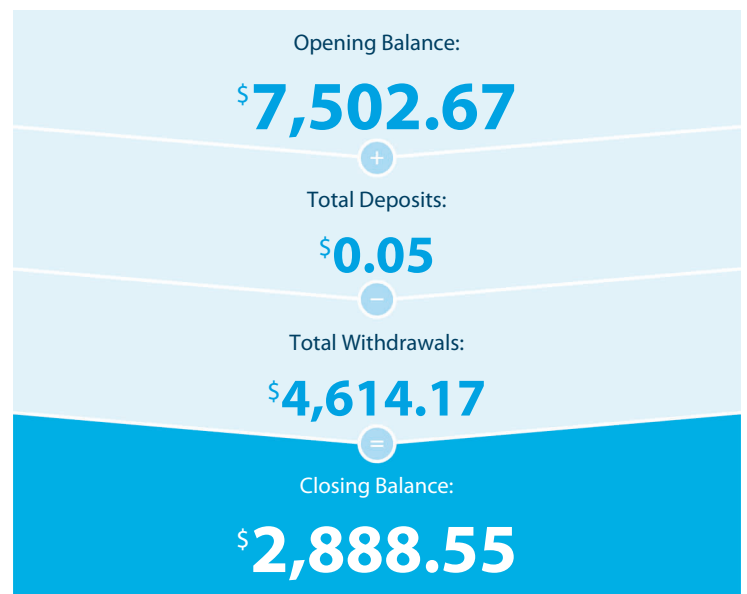 Opening Balance:
$7,502.67
+
Total Deposits:
$0.05
−
Total Withdrawals:
$4,614.17
=
Closing Balance:
$2,888.55